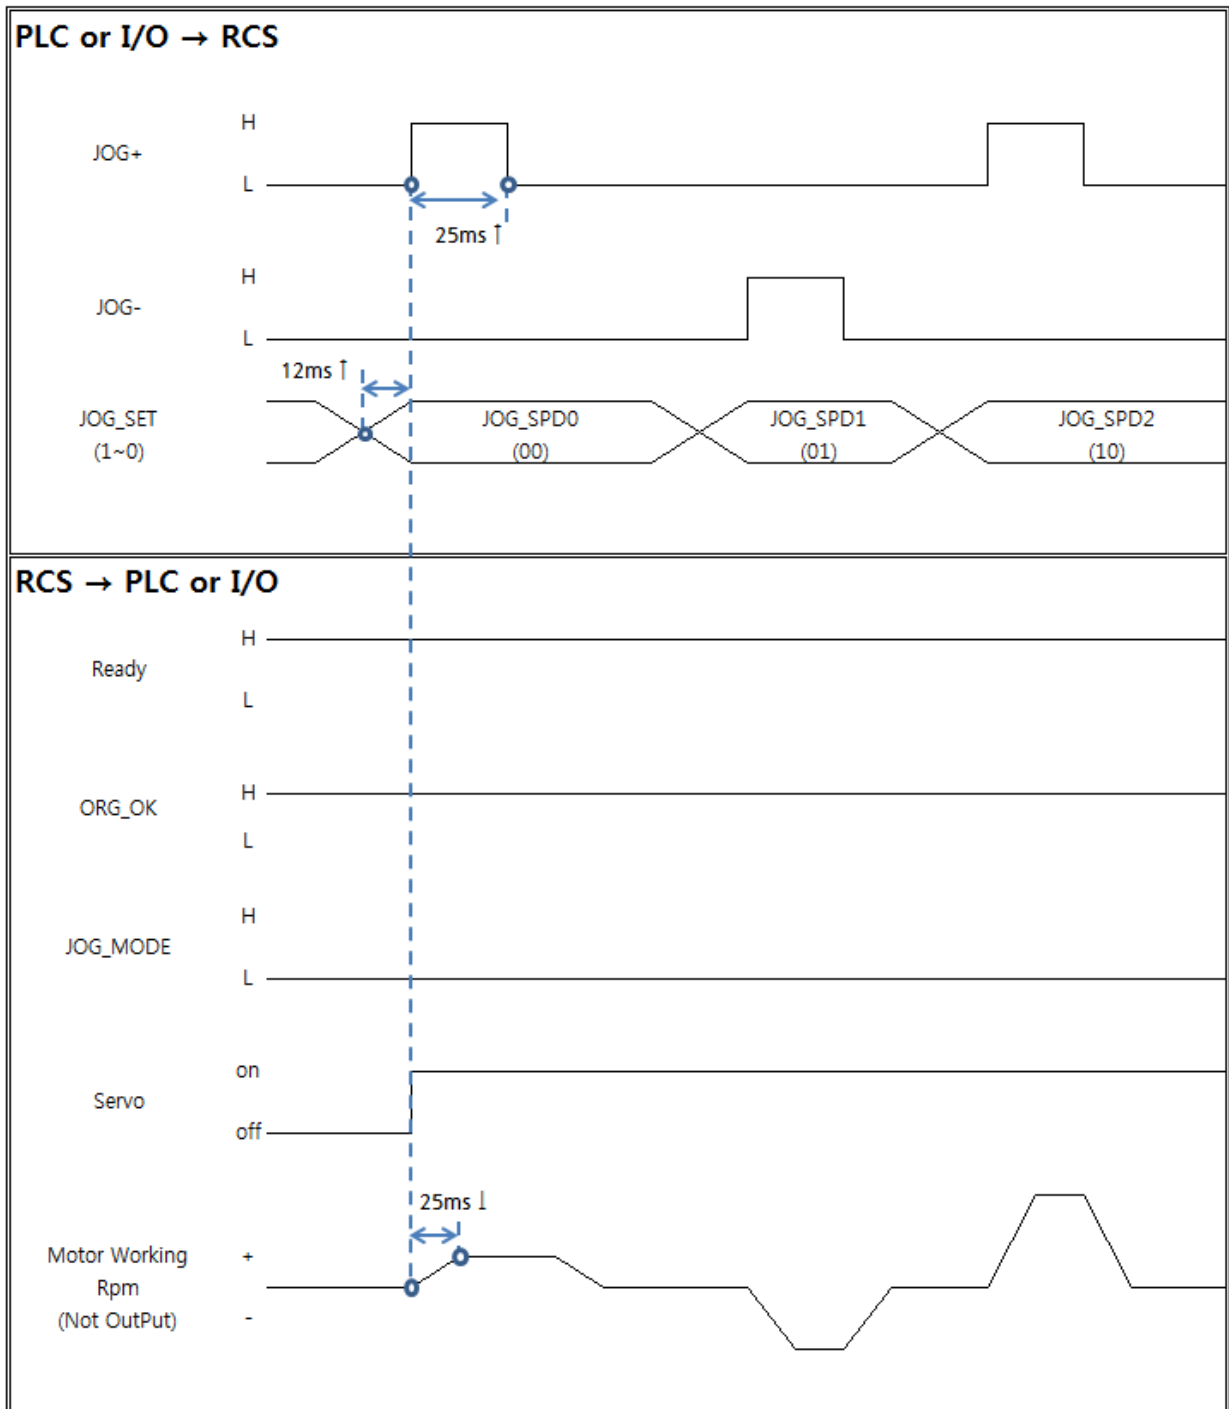 PLC or I/O → RCS
H
JOG+
L
25ms ↑
H
JOG-
L
12ms ↑
JOG_SET
(1~0)
JOG_SPD0
(00)
JOG_SPD1
(01)
JOG_SPD2
(10)
RCS → PLC or I/O
H
Ready
L
H
ORG_OK
L
H
JOG_MODE
L
on
Servo
off
25ms ↓
Motor Working
Rpm
(Not OutPut)
+
-